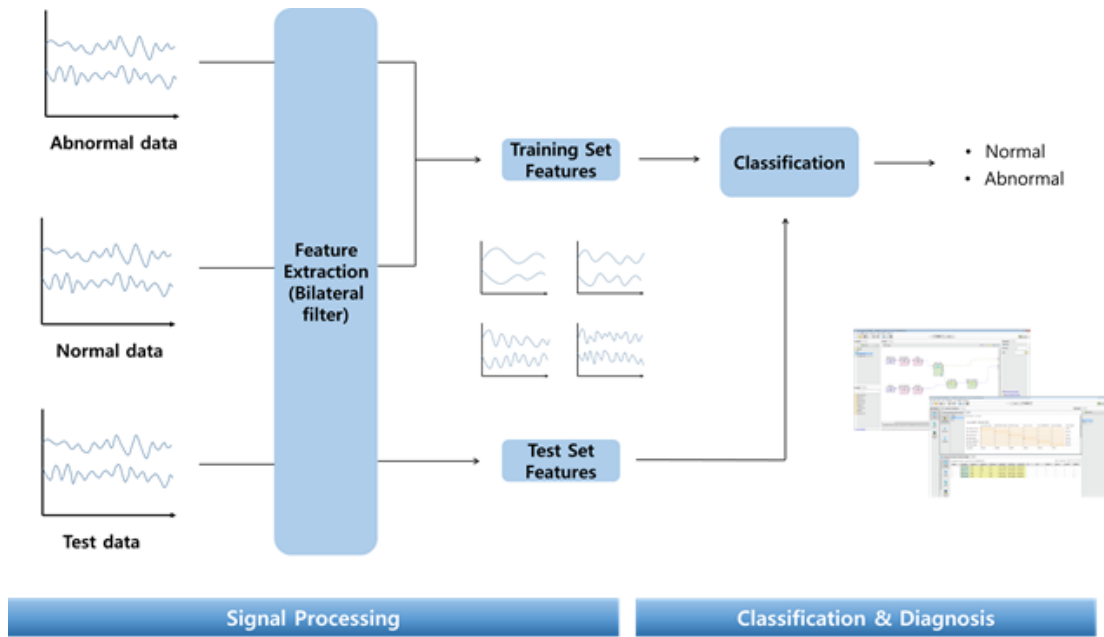 Abnormal data
Normal data
Test data
Feature
Extraction
(Bilateral
filter)
Training Set
Features
Test Set
Features
Classification
• Normal
• Abnormal
Signal Processing
Classification & Diagnosis